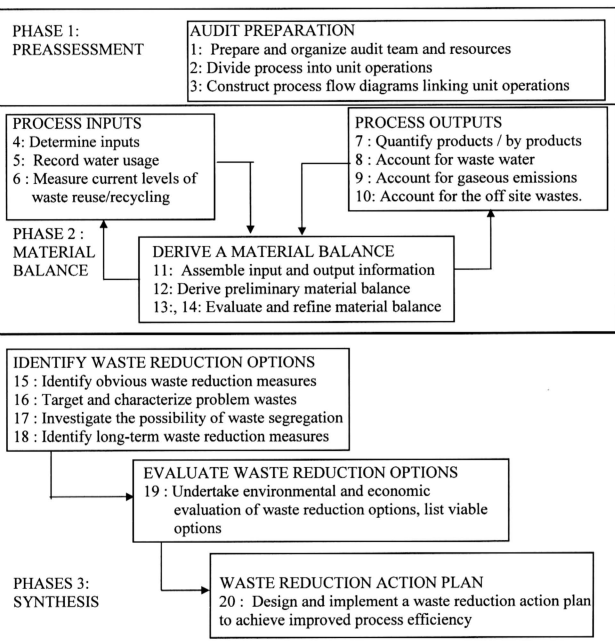 PHASE 1:
PREASSESSMENT
AUDIT PREPARATION
1: Prepare and organize audit team and resources
2: Divide process into unit operations
3: Construct process flow diagrams linking unit operations
PROCESS INPUTS
4: Determine inputs
5: Record water usage
6 : Measure current levels of
waste reuse/recycling
PROCESS OUTPUTS
7 : Quantify products / by products
8 : Account for waste water
9 : Account for gaseous emissions
10: Account for the off site wastes.
PHASE 2 :
MATERIAL
BALANCE
DERIVE A MATERIAL BALANCE
11: Assemble input and output information
12: Derive preliminary material balance
13:, 14: Evaluate and refine material balance
IDENTIFY WASTE REDUCTION OPTIONS
15 : Identify obvious waste reduction measures
16 : Target and characterize problem wastes
17 : Investigate the possibility of waste segregation
18 : Identify long-term waste reduction measures
EVALUATE WASTE REDUCTION OPTIONS
19 : Undertake environmental and economic
evaluation of waste reduction options, list viable
options
PHASES 3:
SYNTHESIS
WASTE REDUCTION ACTION PLAN
20 : Design and implement a waste reduction action plan
to achieve improved process efficiency